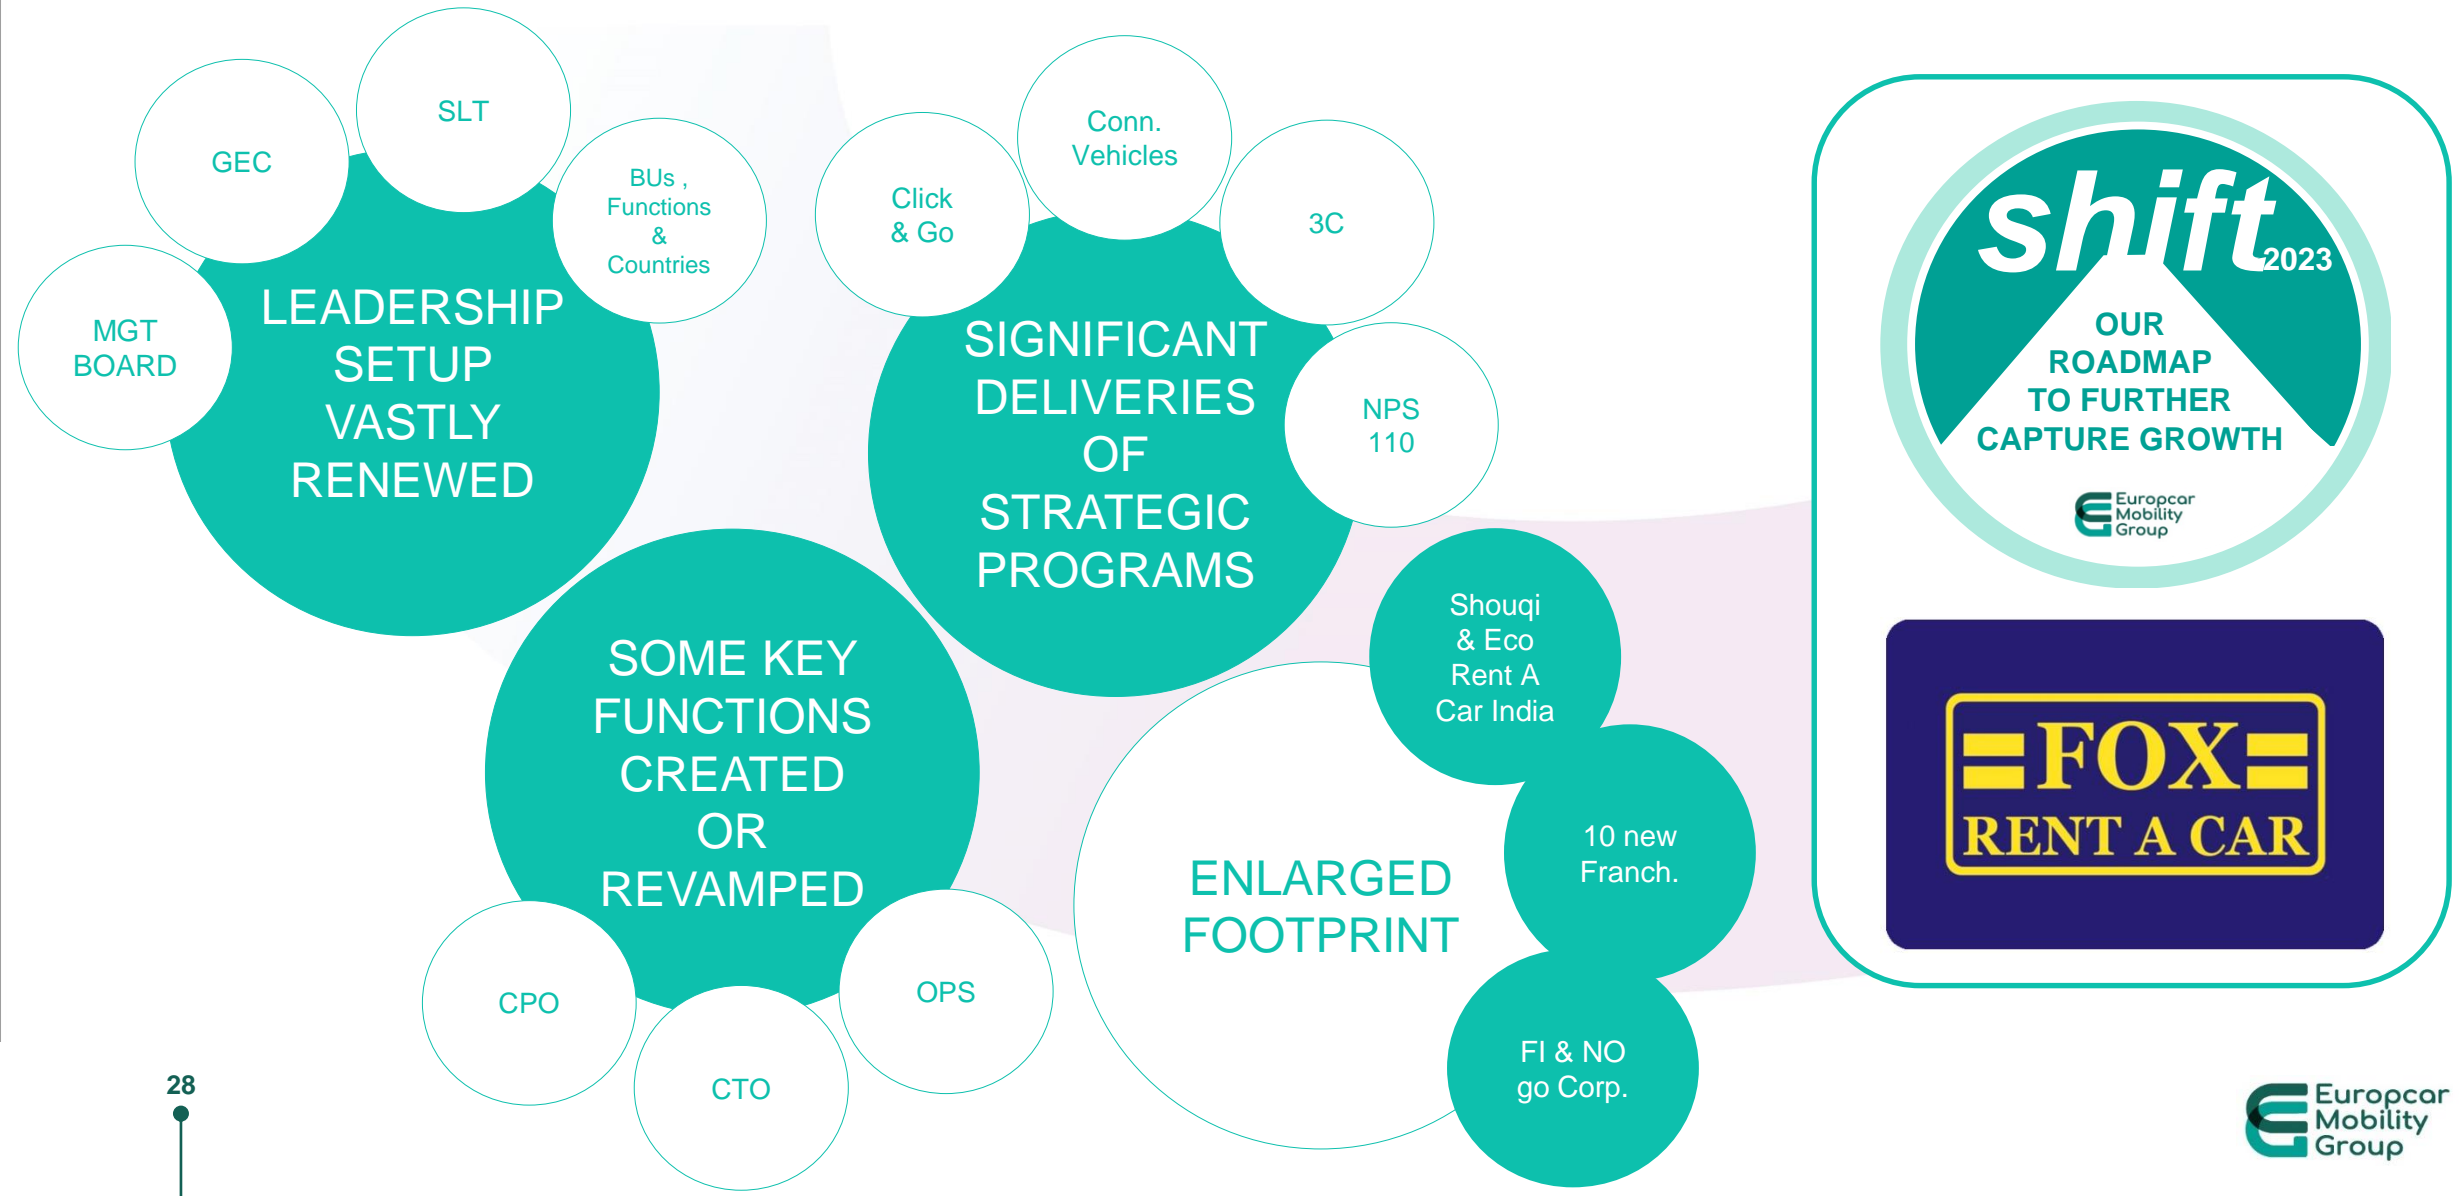 MGT
BOARD
GEC
SLT
BUs ,
Functions
&
Countries
LEADERSHIP
SETUP
VASTLY
RENEWED
Click
& Go
Conn.
Vehicles
3C
NPS
110
SIGNIFICANT
DELIVERIES
OF
STRATEGIC
PROGRAMS
SOME KEY
FUNCTIONS
CREATED
OR
REVAMPED
CPO
CTO
OPS
ENLARGED
FOOTPRINT
Shouqi
& Eco
Rent A
Car India
10 new
Franch.
FI & NO
go Corp.
shift 2023
OUR
ROADMAP
TO FURTHER
CAPTURE GROWTH
Europcar
Mobility
Group
FOX
RENT A CAR
28
Europcar
Mobility
Group